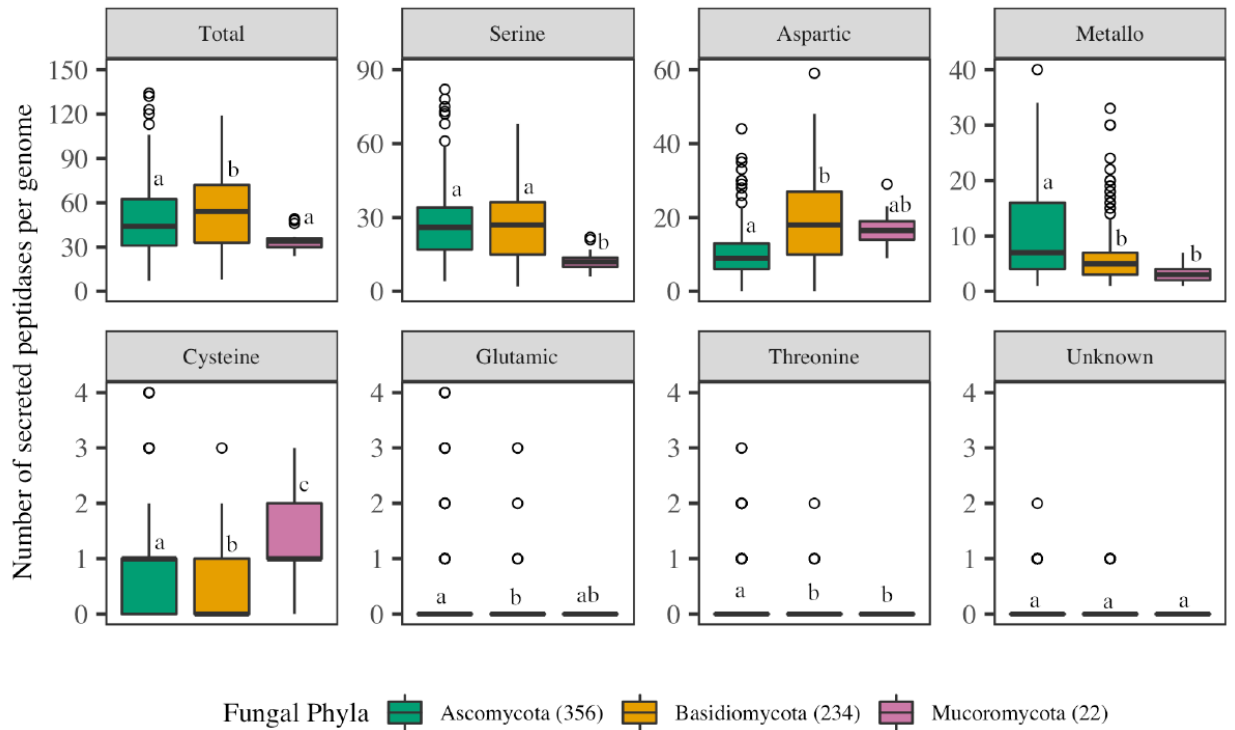 Number of secreted peptidases per genome
Total
150
120
90
60
30
0
a
b
a
Serine
90
60
30
0
a
a
b
Aspartic
60
40
20
0
a
b
ab
Metallo
40
30
20
10
0
a
b
b
Cysteine
4
3
2
1
0
a
b
c
Glutamic
4
3
2
1
0
a
b
ab
Threonine
4
3
2
1
0
a
b
b
Unknown
4
3
2
1
0
a
a
a
Fungal Phyla Ascomycota (356) Basidiomycota (234) Mucoromycota (22)